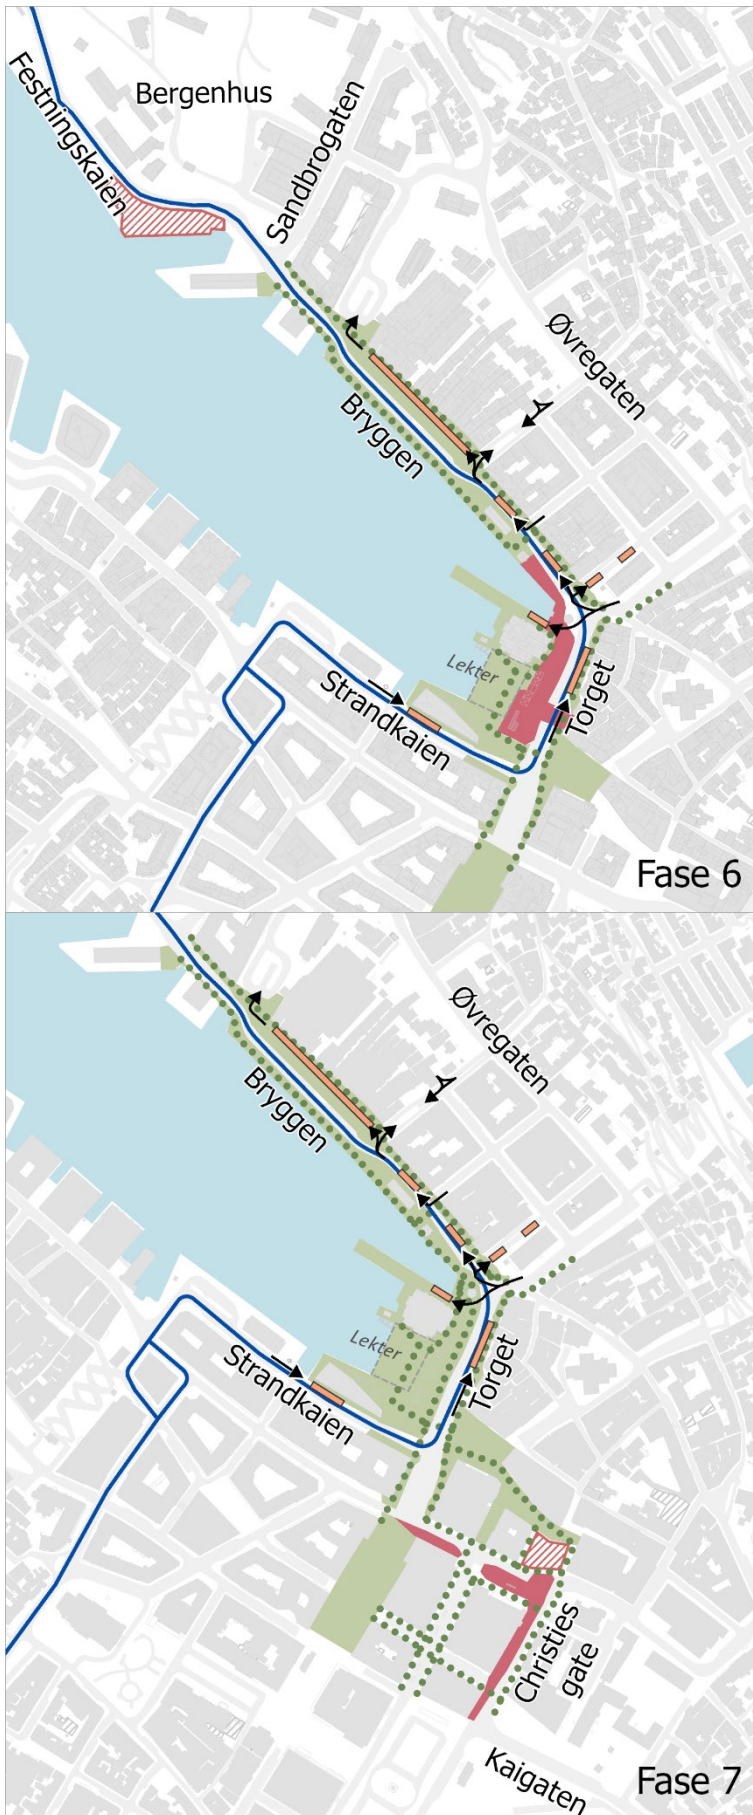 Festningskaien
Bergenhus
Sandbrogaten
Øvregaten
Bryggen
Lekter
Strandkaien
Torget
Fase 6
Øvregaten
Bryggen
Lekter
Strandkaien
Torget
Christies
gate
Kaigaten
Fase 7